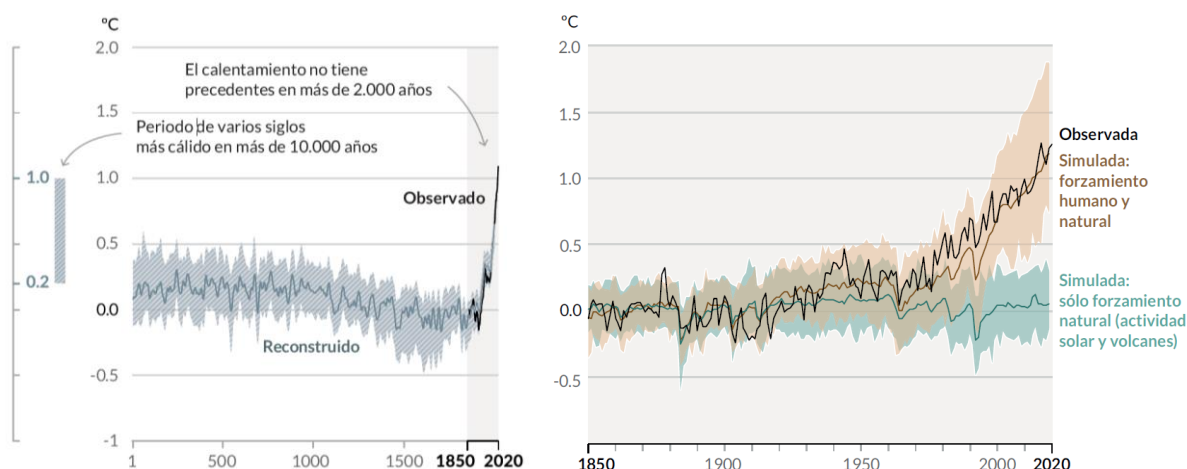 ºC
2.0
1.5
1.0
0.5
0.0
-0.5
-1
1.0
0.2
El calentamiento no tiene
precedentes en más de 2.000 años
Periodo de varios siglos
más cálido en más de 10.000 años
Observado
Reconstruido
1 500 1000 1500 1850 2020
ºC
2.0
1.5
1.0
0.5
0.0
-0.5
Observada
Simulada:
forzamiento
humano y
natural
Simulada:
sólo forzamiento
natural (actividad
solar y volcanes)
1850 1900 1950 2000 2020